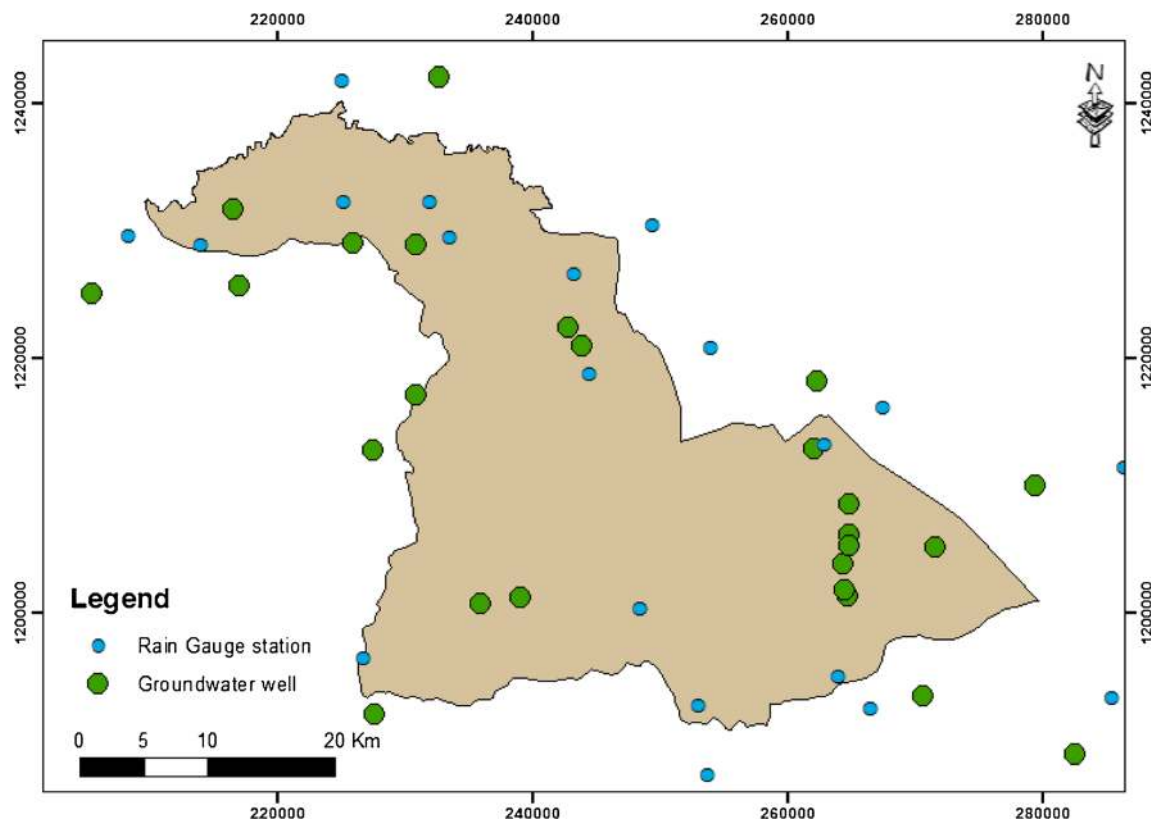 220000 240000 260000 280000
N
1240000 1240000
1220000 1220000
1200000 1200000
Legend
Rain Gauge station
Groundwater well
0 5 10 20 Km
220000 240000 260000 280000